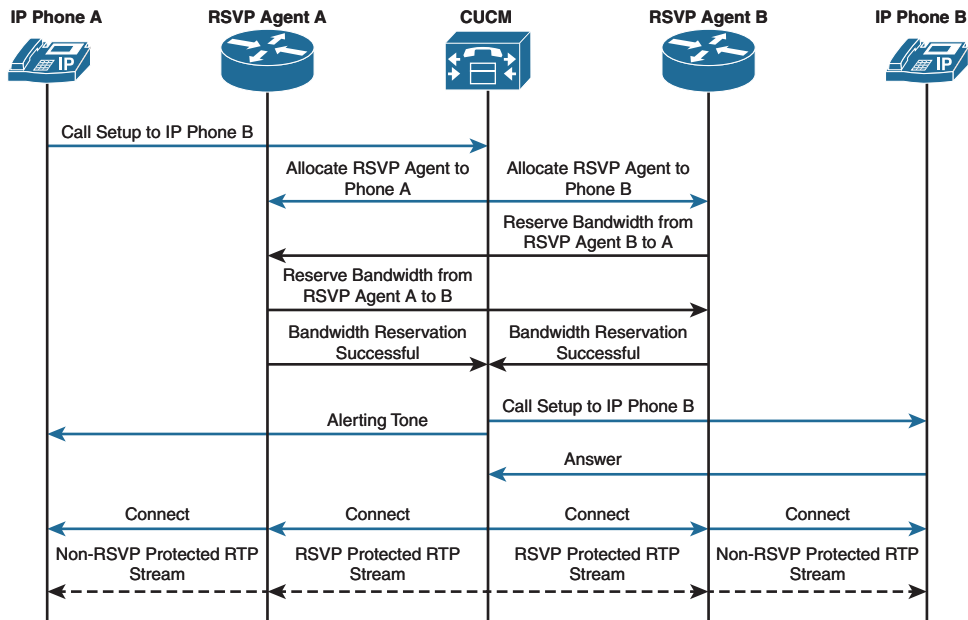 IP Phone A
RSVP Agent A
CUCM
RSVP Agent B
IP Phone B
IP
IP
Call Setup to IP Phone B
Allocate RSVP Agent to
Phone A
Allocate RSVP Agent to
Phone B
Reserve Bandwidth from
RSVP Agent B to A
Reserve Bandwidth from
RSVP Agent A to B
Bandwidth Reservation
Successful
Bandwidth Reservation
Successful
Call Setup to IP Phone B
Alerting Tone
Answer
Connect
Connect
Connect
Connect
Non-RSVP Protected RTP
Stream
RSVP Protected RTP
Stream
RSVP Protected RTP
Stream
Non-RSVP Protected RTP
Stream